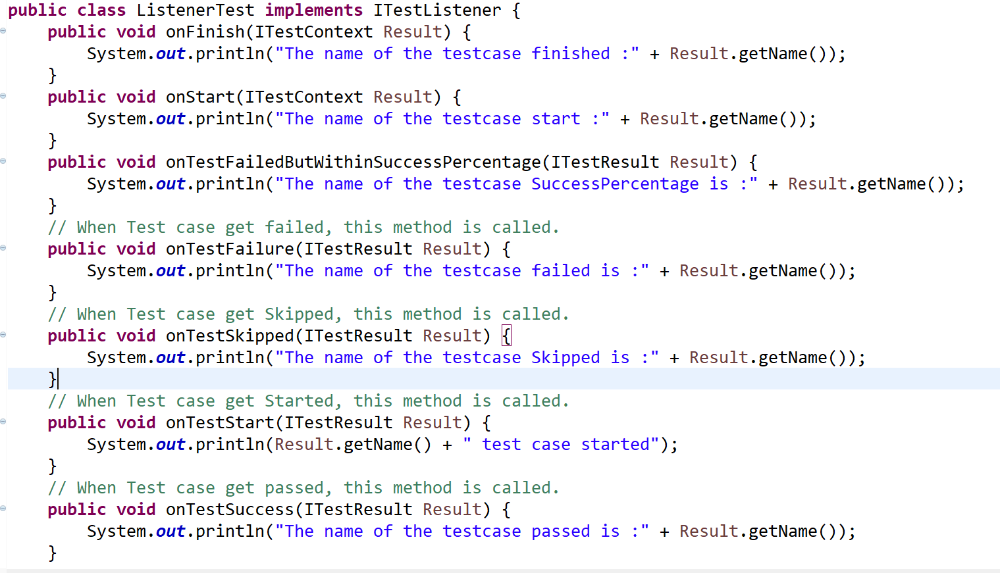 public class ListenerTest implements ITestListener {
    public void onFinish(ITestContext Result) {
        System.out.println("The name of the testcase finished :" + Result.getName());
    }
    public void onStart(ITestContext Result) {
        System.out.println("The name of the testcase start :" + Result.getName());
    }
    public void onTestFailedButWithinSuccessPercentage(ITestResult Result) {
        System.out.println("The name of the testcase SuccessPercentage is :" + Result.getName());
    }
    // When Test case get failed, this method is called.
    public void onTestFailure(ITestResult Result) {
        System.out.println("The name of the testcase failed is :" + Result.getName());
    }
    // When Test case get Skipped, this method is called.
    public void onTestSkipped(ITestResult Result) {
        System.out.println("The name of the testcase Skipped is :" + Result.getName());
    }
    // When Test case get Started, this method is called.
    public void onTestStart(ITestResult Result) {
        System.out.println(Result.getName() + " test case started");
    }
    // When Test case get passed, this method is called.
    public void onTestSuccess(ITestResult Result) {
        System.out.println("The name of the testcase passed is :" + Result.getName());
    }